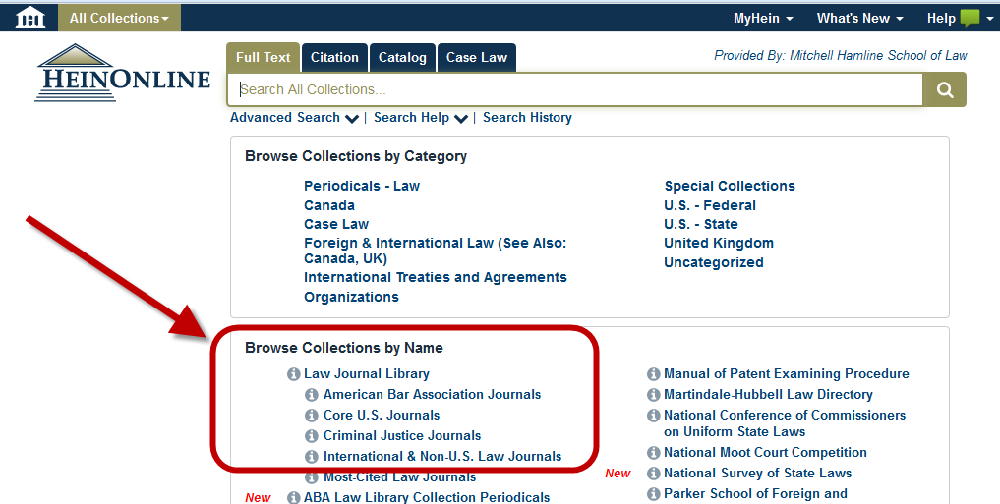 All Collections
MyHein
What's New
Help
HEINONLINE
Full Text
Citation
Catalog
Case Law
Provided By: Mitchell Hamline School of Law
Search All Collections...
Advanced Search | Search Help | Search History
Browse Collections by Category
Periodicals - Law
Canada
Case Law
Foreign & International Law (See Also:
Canada, UK)
International Treaties and Agreements
Organizations
Special Collections
U.S. - Federal
U.S. - State
United Kingdom
Uncategorized
Browse Collections by Name
Law Journal Library
American Bar Association Journals
Core U.S. Journals
Criminal Justice Journals
International & Non-U.S. Law Journals
Most-Cited Law Journals
New ABA Law Library Collection Periodicals
Manual of Patent Examining Procedure
Martindale-Hubbell Law Directory
National Conference of Commissioners
on Uniform State Laws
National Moot Court Competition
New National Survey of State Laws
Parker School of Foreign and